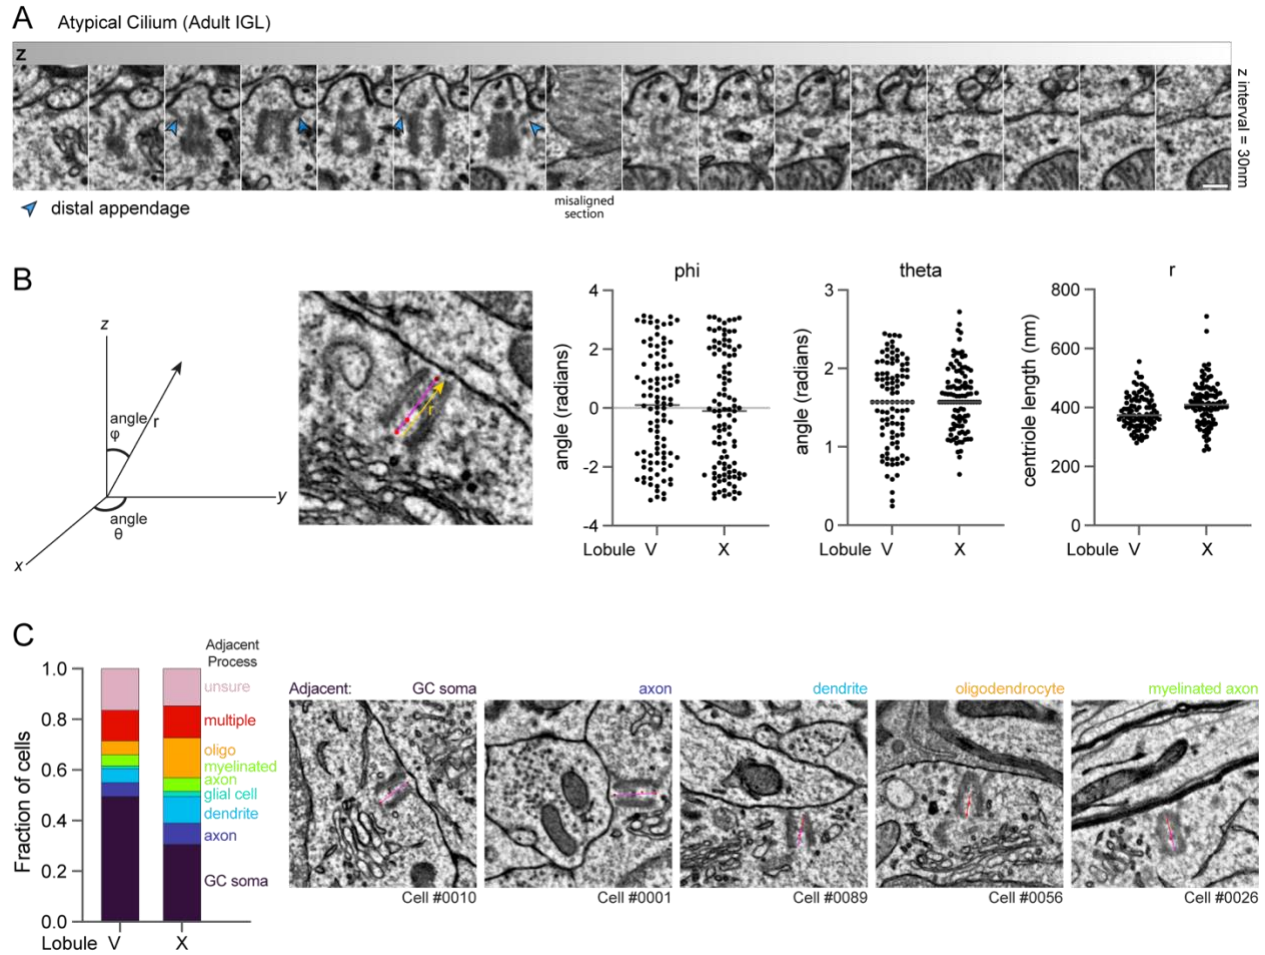 A
Atypical Cilium (Adult IGL)
z
z interval = 30nm
distal appendage
misaligned
section
B
z
angle
φ
r
y
angle
θ
x
r
phi
4
2
0
-2
-4
angle (radians)
Lobule V X
theta
3
2
1
0
angle (radians)
Lobule V X
r
800
600
400
200
0
centriole length (nm)
Lobule V X
C
Adjacent
Process
1.0
0.8
0.6
0.4
0.2
0.0
Fraction of cells
unsure
multiple
oligo
myelinated
axon
glial cell
dendrite
axon
GC soma
Lobule V X
Adjacent: GC soma axon dendrite oligodendrocyte myelinated axon
Cell #0010 Cell #0001 Cell #0089 Cell #0056 Cell #0026